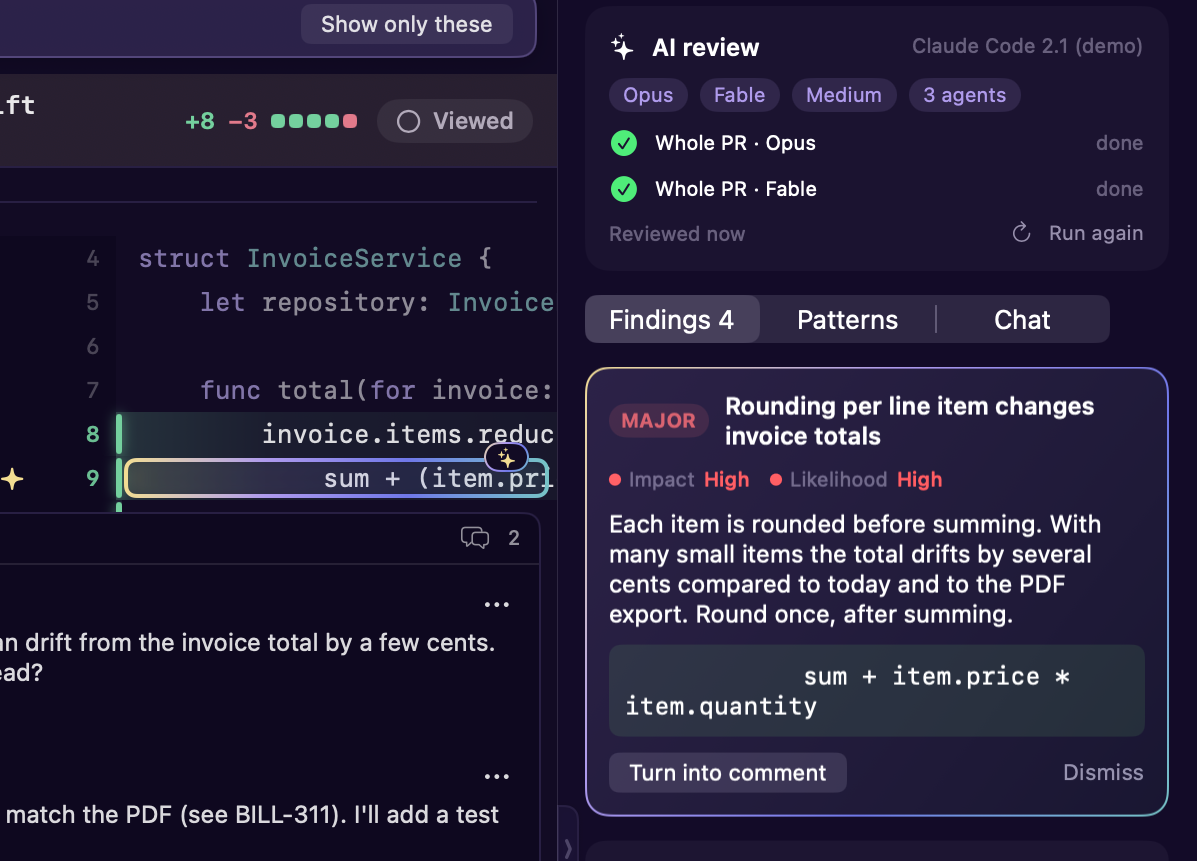 Show only these
ift
+8 −3
Viewed
4 struct InvoiceService {
5 let repository: Invoice
6
7 func total(for invoice:
8 invoice.items.reduc
9 sum + (item.pri
2
...
an drift from the invoice total by a few cents.
ead?
...
match the PDF (see BILL-311). I'll add a test
AI review
Claude Code 2.1 (demo)
Opus Fable Medium 3 agents
Whole PR · Opus done
Whole PR · Fable done
Reviewed now Run again
Findings 4 Patterns Chat
MAJOR
Rounding per line item changes
invoice totals
Impact High Likelihood High
Each item is rounded before summing. With
many small items the total drifts by several
cents compared to today and to the PDF
export. Round once, after summing.
sum + item.price *
item.quantity
Turn into comment Dismiss